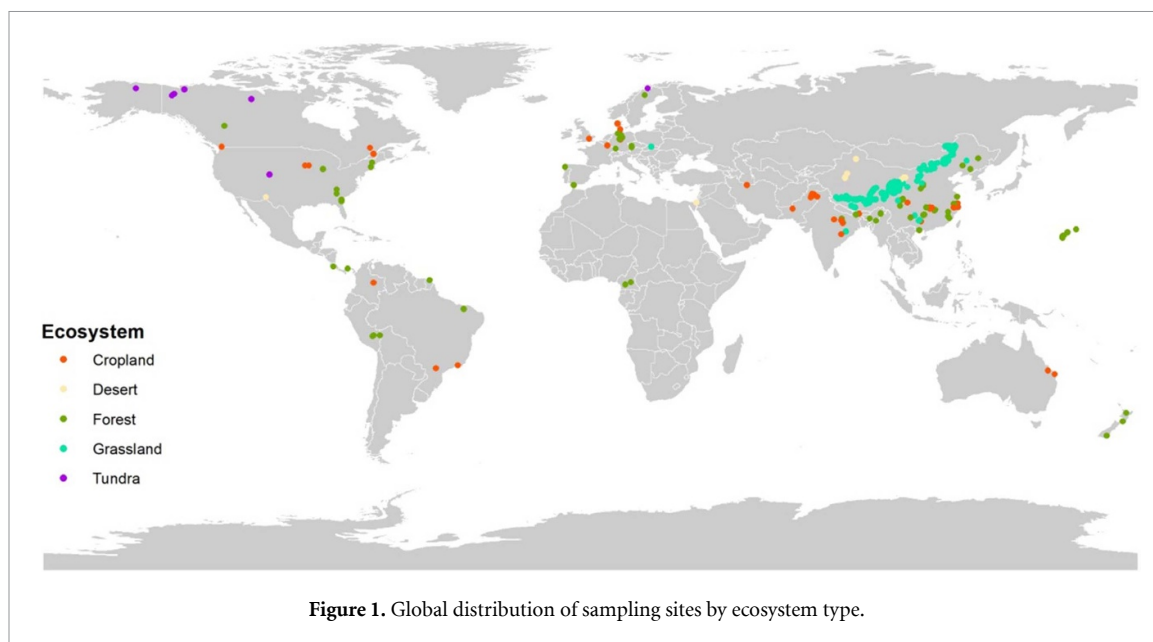 Ecosystem
Cropland
Desert
Forest
Grassland
Tundra
Figure 1. Global distribution of sampling sites by ecosystem type.